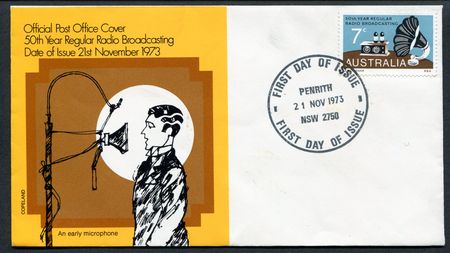 Official Post Office Cover
50th Year Regular Radio Broadcasting
Date of Issue 21st November 1973
COPELAND
An early microphone
50TH YEAR REGULAR
RADIO BROADCASTING
7c
AUSTRALIA
FIRST DAY OF ISSUE
PENRITH
21 NOV 1973
NSW 2750
FIRST DAY OF ISSUE